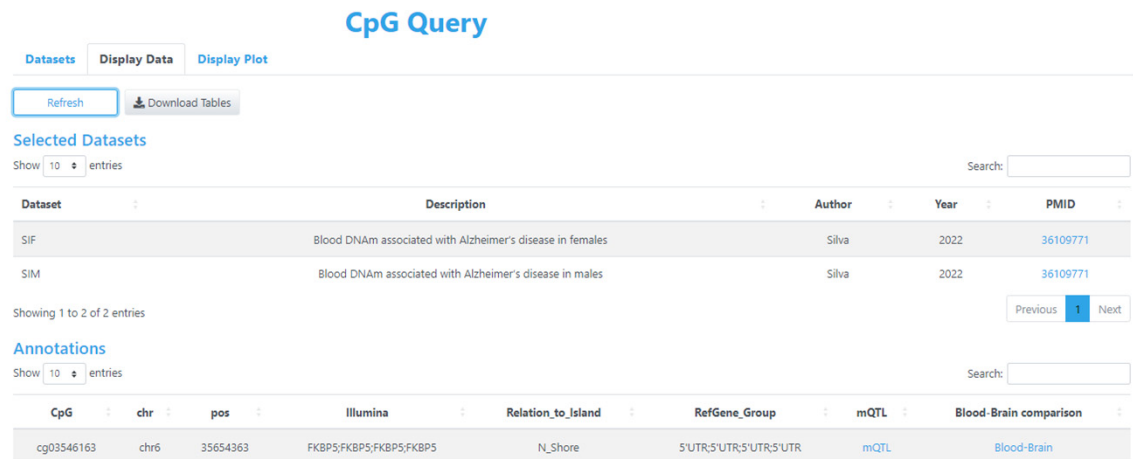 CpG Query
Datasets Display Data Display Plot
Refresh Download Tables
Selected Datasets
Show 10 entries Search:
Dataset Description Author Year PMID
SIF Blood DNAm associated with Alzheimer's disease in females Silva 2022 36109771
SIM Blood DNAm associated with Alzheimer's disease in males Silva 2022 36109771
Showing 1 to 2 of 2 entries Previous 1 Next
Annotations
Show 10 entries Search:
CpG chr pos Illumina Relation_to_Island RefGene_Group mQTL Blood-Brain comparison
cg03546163 chr6 35654363 FKBP5;FKBP5;FKBP5;FKBP5 N_Shore 5'UTR;5'UTR;5'UTR;5'UTR mQTL Blood-Brain